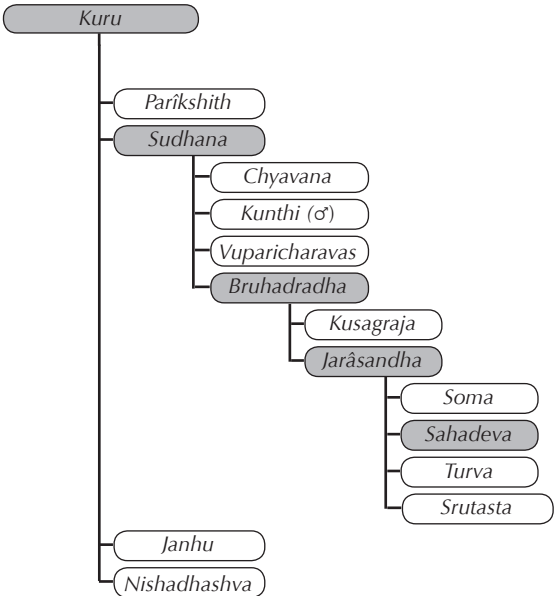 Kuru
Parîkshith
Sudhana
Chyavana
Kunthi (♂)
Vuparicharavas
Bruhadradha
Kusagraja
Jarâsandha
Soma
Sahadeva
Turva
Srutasta
Janhu
Nishadhashva